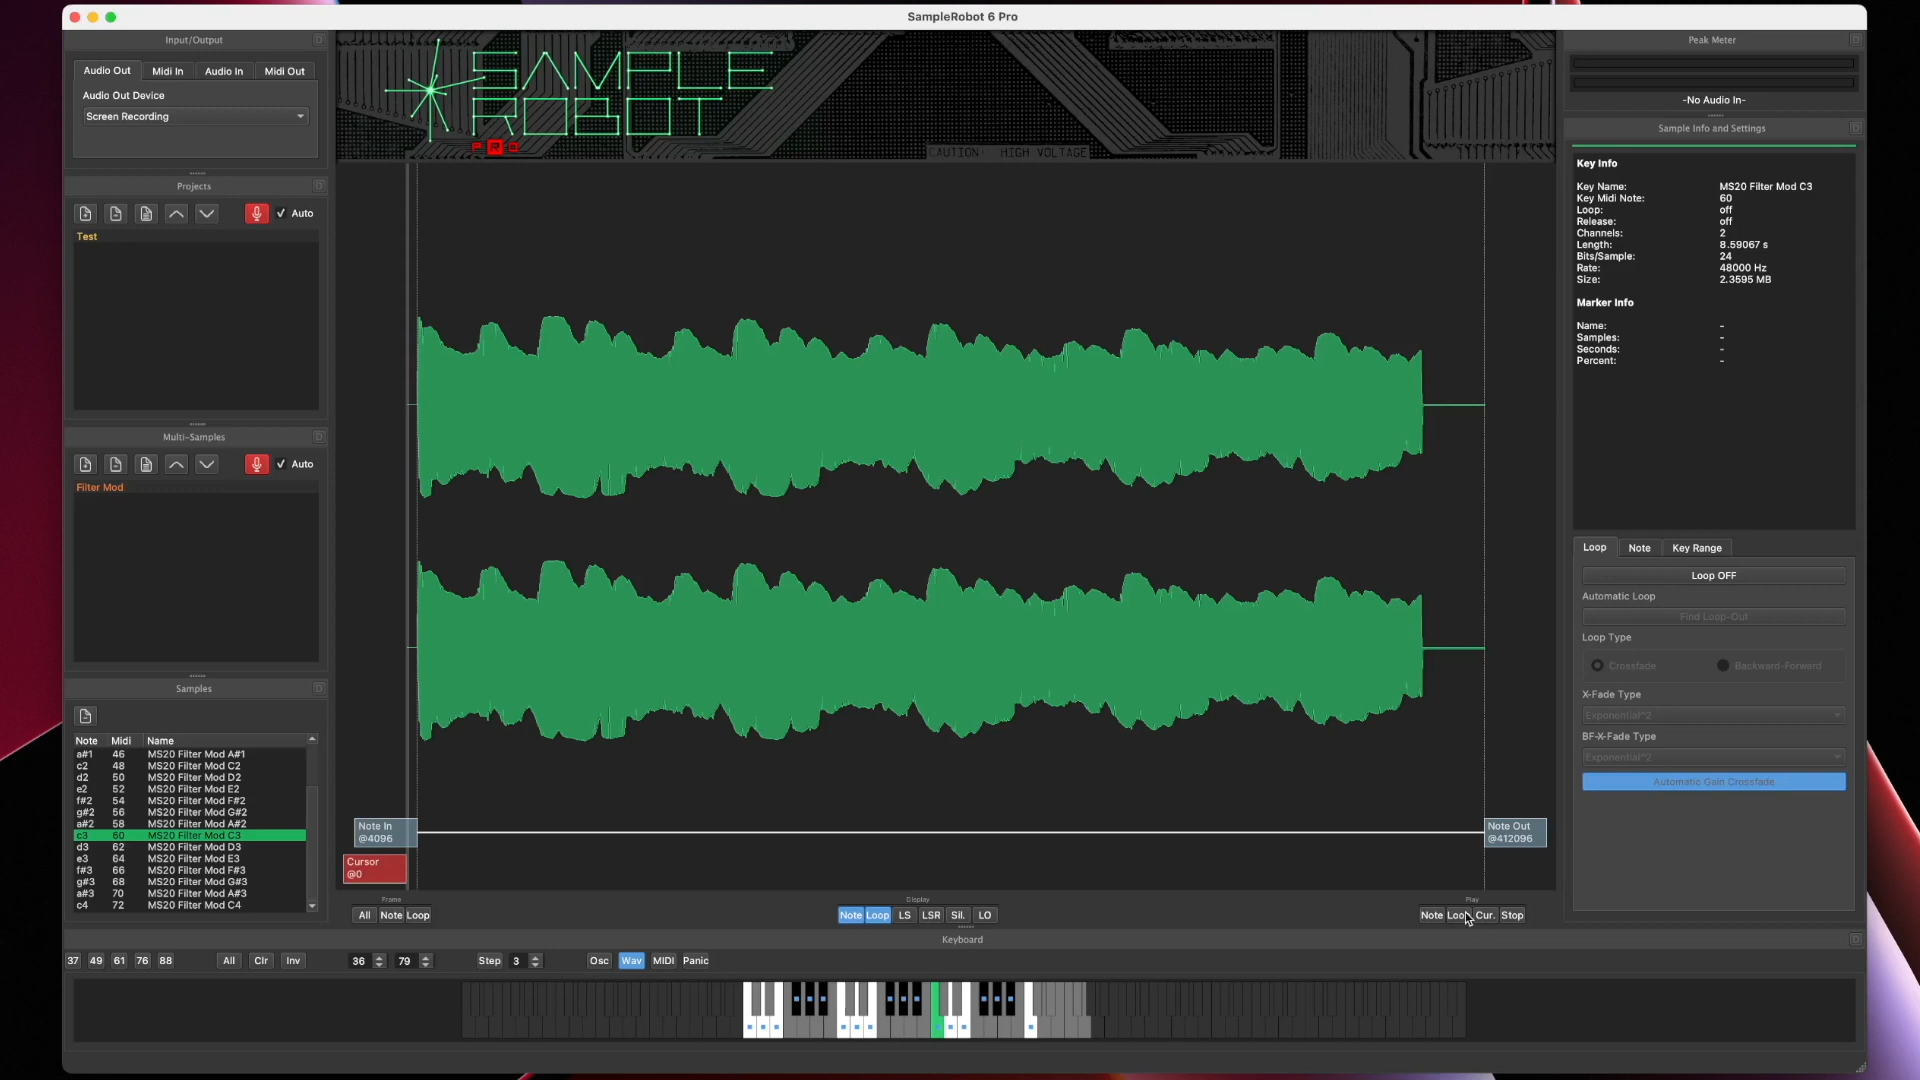 SampleRobot 6 Pro
Input/Output
Audio Out Midi In Audio In Midi Out
Audio Out Device
Screen Recording
SAMPLE
ROBOT
PRO
CAUTION: HIGH VOLTAGE
Peak Meter
-No Audio In-
Projects
Auto
Test
Multi-Samples
Auto
Filter Mod
Samples
Note Midi Name
a#1 46 MS20 Filter Mod A#1
c2 48 MS20 Filter Mod C2
d2 50 MS20 Filter Mod D2
e2 52 MS20 Filter Mod E2
f#2 54 MS20 Filter Mod F#2
g#2 56 MS20 Filter Mod G#2
a#2 58 MS20 Filter Mod A#2
c3 60 MS20 Filter Mod C3
d3 62 MS20 Filter Mod D3
e3 64 MS20 Filter Mod E3
f#3 66 MS20 Filter Mod F#3
g#3 68 MS20 Filter Mod G#3
a#3 70 MS20 Filter Mod A#3
c4 72 MS20 Filter Mod C4
Note In
@4096
Cursor
@0
Note Out
@412096
Frame
All Note Loop
Display
Note Loop LS LSR Sil. LO
Play
Note Loop Cur. Stop
Sample Info and Settings
Key Info
Key Name: MS20 Filter Mod C3
Key Midi Note: 60
Loop: off
Release: off
Channels: 2
Length: 8.59067 s
Bits/Sample: 24
Rate: 48000 Hz
Size: 2.3595 MB
Marker Info
Name: -
Samples: -
Seconds: -
Percent: -
Loop Note Key Range
Loop OFF
Automatic Loop
Find Loop-Out
Loop Type
Crossfade Backward-Forward
X-Fade Type
Exponential^2
BF-X-Fade Type
Exponential^2
Automatic Gain Crossfade
Keyboard
37 49 61 76 88 All Clr Inv 36 79 Step 3 Osc Wav MIDI Panic